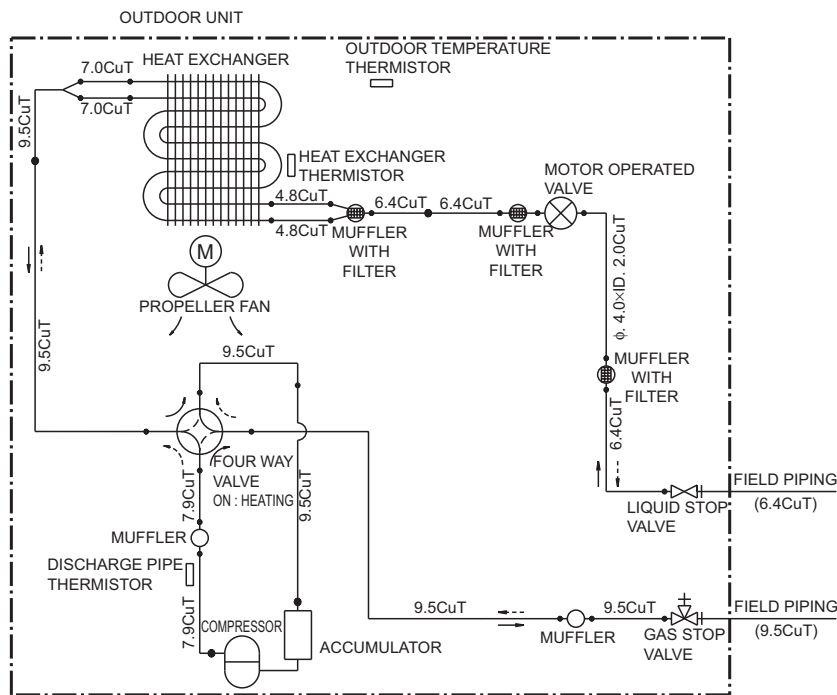 OUTDOOR UNIT
HEAT EXCHANGER
OUTDOOR TEMPERATURE
THERMISTOR
7.0CuT
7.0CuT
9.5CuT
HEAT EXCHANGER
THERMISTOR
MOTOR OPERATED
VALVE
4.8CuT
4.8CuT
6.4CuT
6.4CuT
MUFFLER
WITH
FILTER
MUFFLER
WITH
FILTER
M
PROPELLER FAN
φ. 4.0×ID. 2.0CuT
9.5CuT
9.5CuT
MUFFLER
WITH
FILTER
6.4CuT
FOUR WAY
VALVE
ON : HEATING
7.9CuT
9.5CuT
LIQUID STOP
VALVE
FIELD PIPING
(6.4CuT)
MUFFLER
DISCHARGE PIPE
THERMISTOR
7.9CuT
COMPRESSOR
ACCUMULATOR
9.5CuT
MUFFLER
9.5CuT
GAS STOP
VALVE
FIELD PIPING
(9.5CuT)